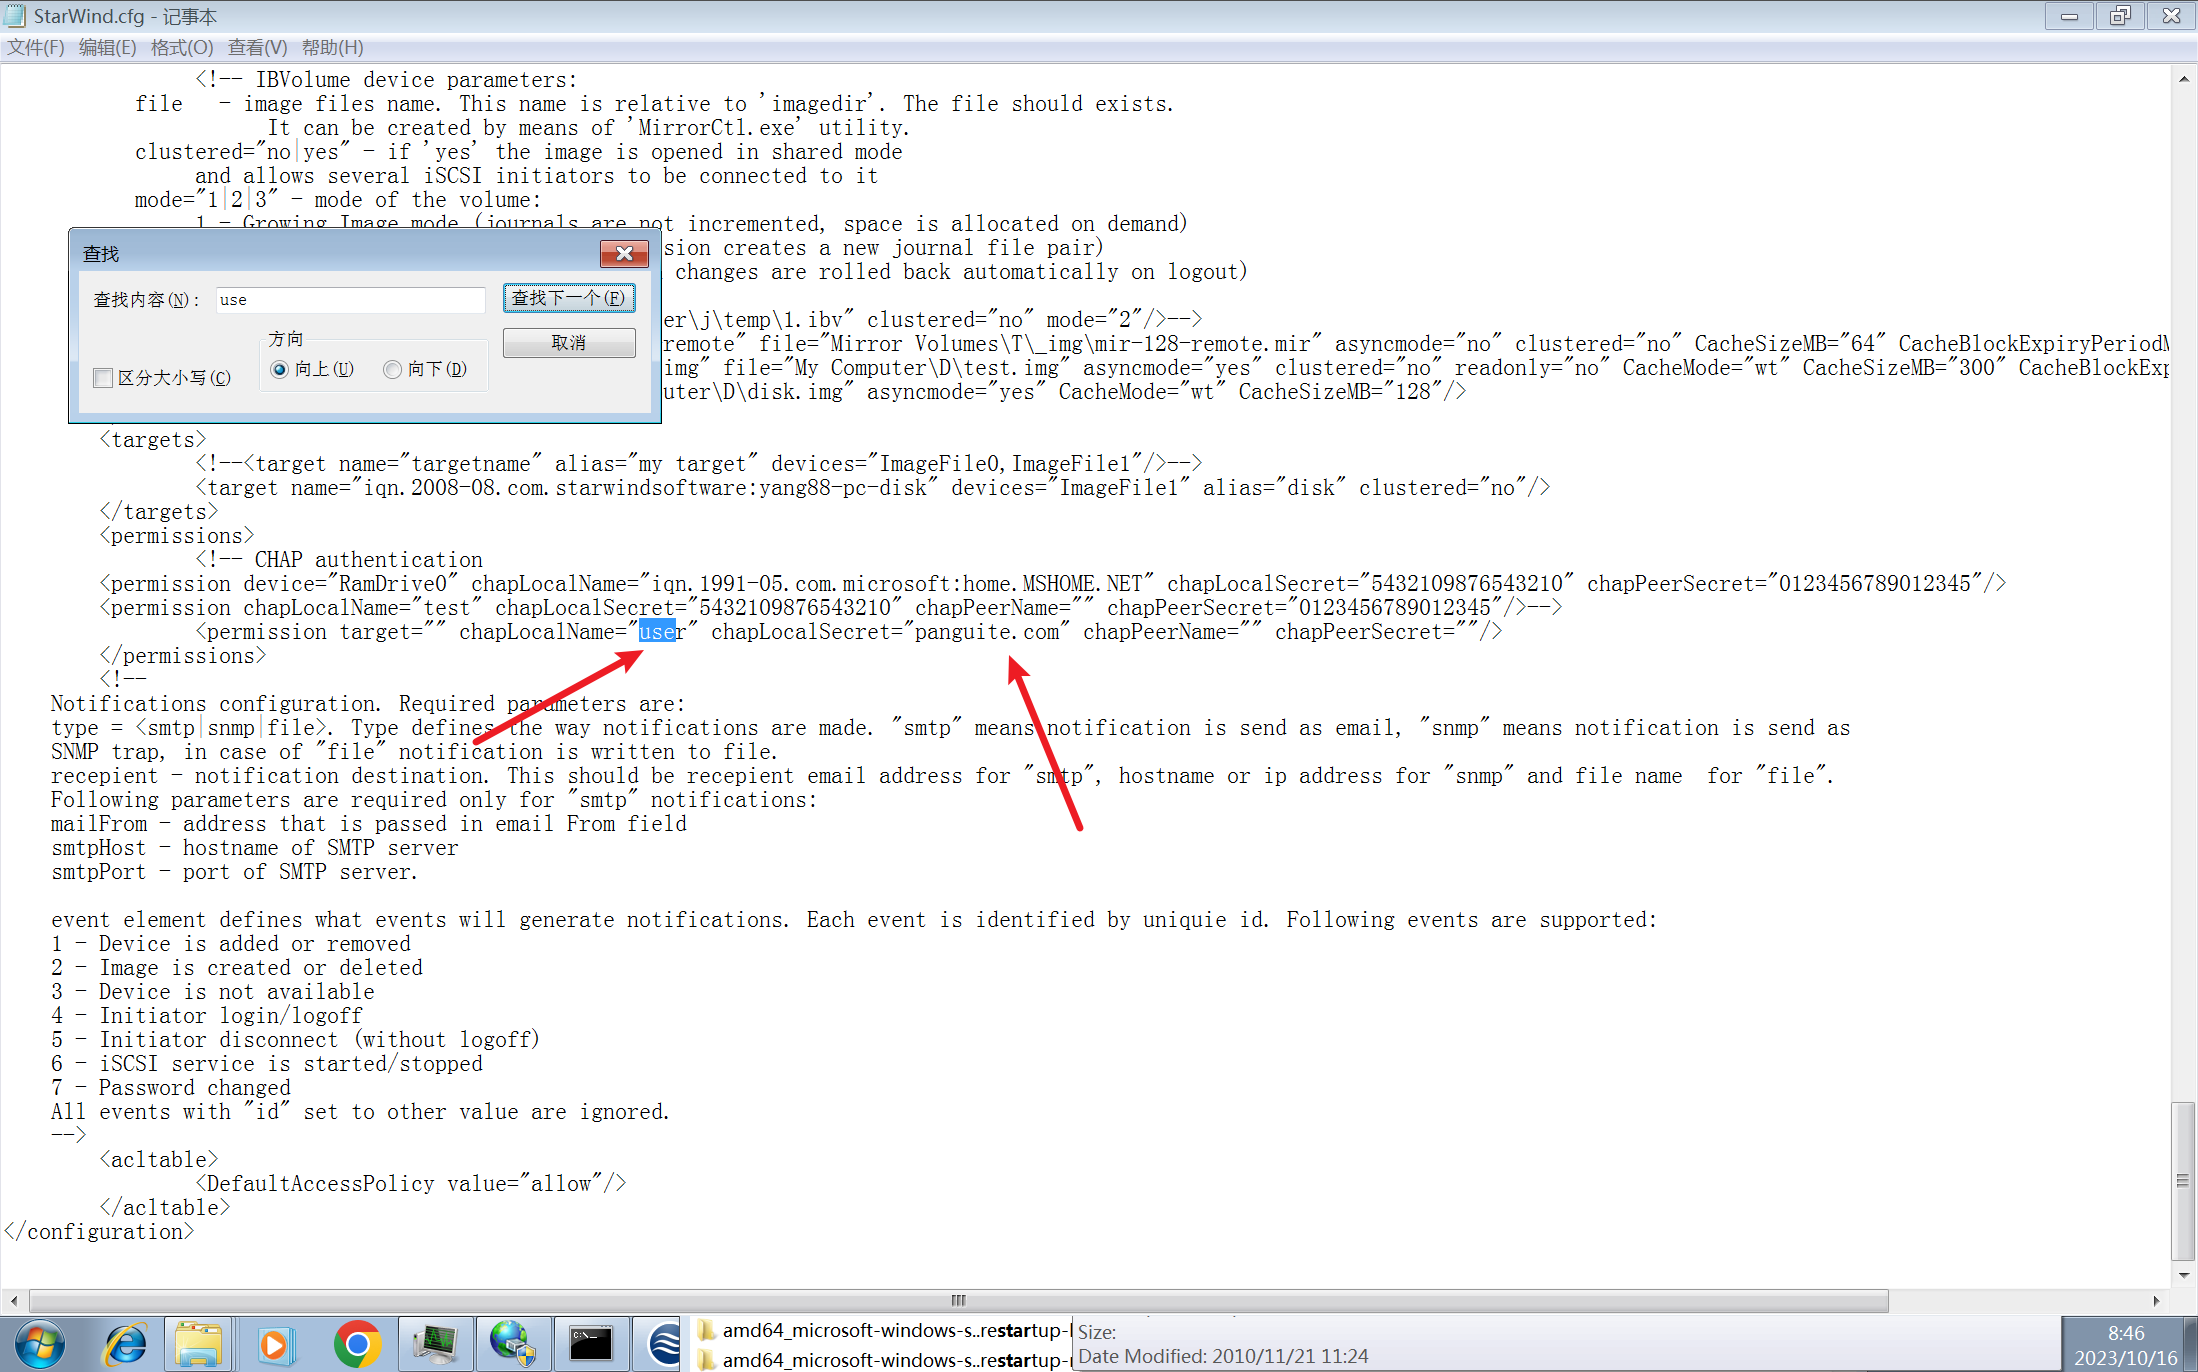 StarWind.cfg - 记事本
文件(F) 编辑(E) 格式(O) 查看(V) 帮助(H)
<!-- IBVolume device parameters:
file - image files name. This name is relative to 'imagedir'. The file should exists.
It can be created by means of 'MirrorCtl.exe' utility.
clustered="no|yes" - if 'yes' the image is opened in shared mode
and allows several iSCSI initiators to be connected to it
mode="1|2|3" - mode of the volume:
1 - Growing Image mode (journals are not incremented, space is allocated on demand)
sion creates a new journal file pair)
changes are rolled back automatically on logout)
查找
查找内容(N):
use
查找下一个(F)
取消
方向
向上(U)
向下(D)
区分大小写(C)
er\j\temp\1.ibv" clustered="no" mode="2"/>-->
remote" file="Mirror Volumes\T\_img\mir-128-remote.mir" asyncmode="no" clustered="no" CacheSizeMB="64" CacheBlockExpiryPeriodM
img" file="My Computer\D\test.img" asyncmode="yes" clustered="no" readonly="no" CacheMode="wt" CacheSizeMB="300" CacheBlockExp
uter\D\disk.img" asyncmode="yes" CacheMode="wt" CacheSizeMB="128"/>
<targets>
<!--<target name="targetname" alias="my target" devices="ImageFile0,ImageFile1"/>-->
<target name="iqn.2008-08.com.starwindsoftware:yang88-pc-disk" devices="ImageFile1" alias="disk" clustered="no"/>
</targets>
<permissions>
<!-- CHAP authentication
<permission device="RamDrive0" chapLocalName="iqn.1991-05.com.microsoft:home.MSHOME.NET" chapLocalSecret="5432109876543210" chapPeerSecret="0123456789012345"/>
<permission chapLocalName="test" chapLocalSecret="5432109876543210" chapPeerName="" chapPeerSecret="0123456789012345"/>-->
<permission target="" chapLocalName="user" chapLocalSecret="panguite.com" chapPeerName="" chapPeerSecret=""/>
</permissions>
<!--
Notifications configuration. Required parameters are:
type = <smtp|snmp|file>. Type defines the way notifications are made. "smtp" means notification is send as email, "snmp" means notification is send as
SNMP trap, in case of "file" notification is written to file.
recepient - notification destination. This should be recepient email address for "smtp", hostname or ip address for "snmp" and file name  for "file".
Following parameters are required only for "smtp" notifications:
mailFrom - address that is passed in email From field
smtpHost - hostname of SMTP server
smtpPort - port of SMTP server.
event element defines what events will generate notifications. Each event is identified by uniquie id. Following events are supported:
1 - Device is added or removed
2 - Image is created or deleted
3 - Device is not available
4 - Initiator login/logoff
5 - Initiator disconnect (without logoff)
6 - iSCSI service is started/stopped
7 - Password changed
All events with "id" set to other value are ignored.
-->
<acltable>
<DefaultAccessPolicy value="allow"/>
</acltable>
</configuration>
amd64_microsoft-windows-s..restartup-
amd64_microsoft-windows-s..restartup-
Size:
Date Modified: 2010/11/21 11:24
8:46
2023/10/16